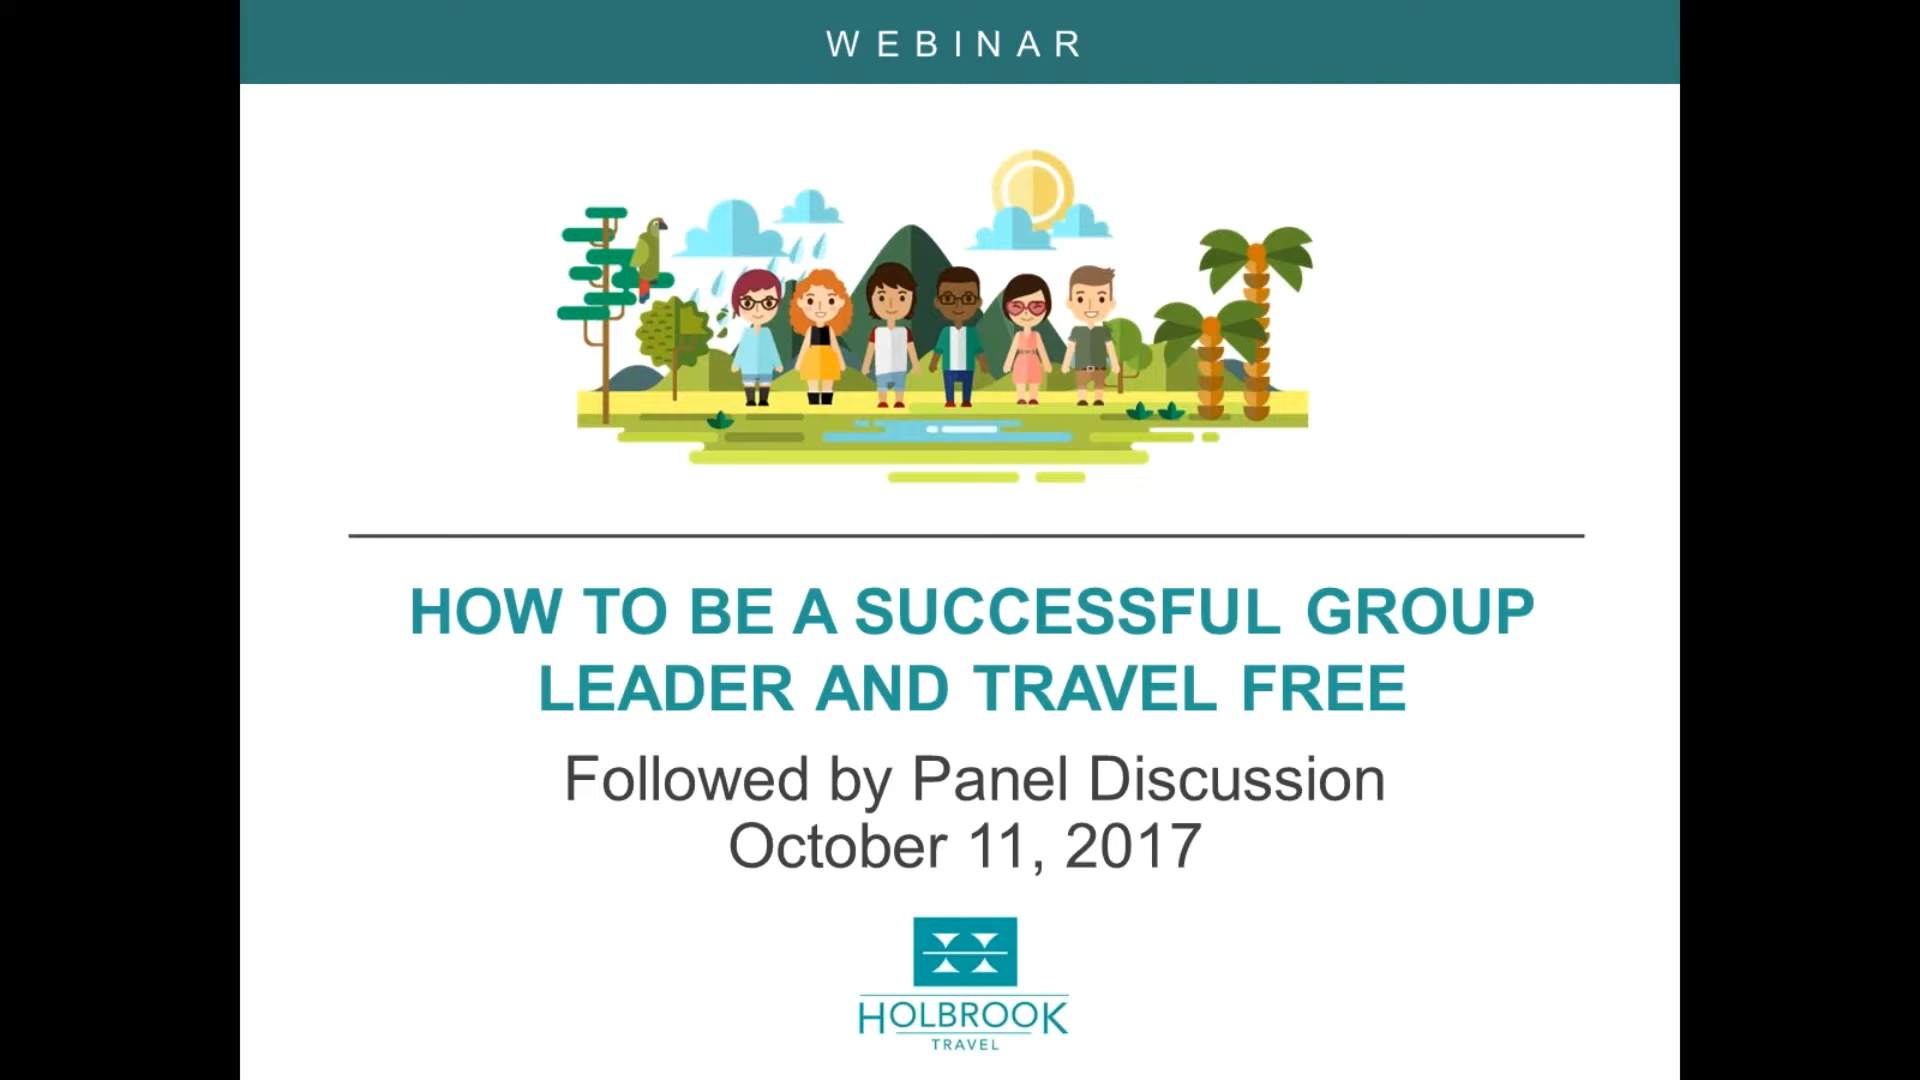 WEBINAR
HOW TO BE A SUCCESSFUL GROUP
LEADER AND TRAVEL FREE
Followed by Panel Discussion
October 11, 2017
HOLBROOK
TRAVEL